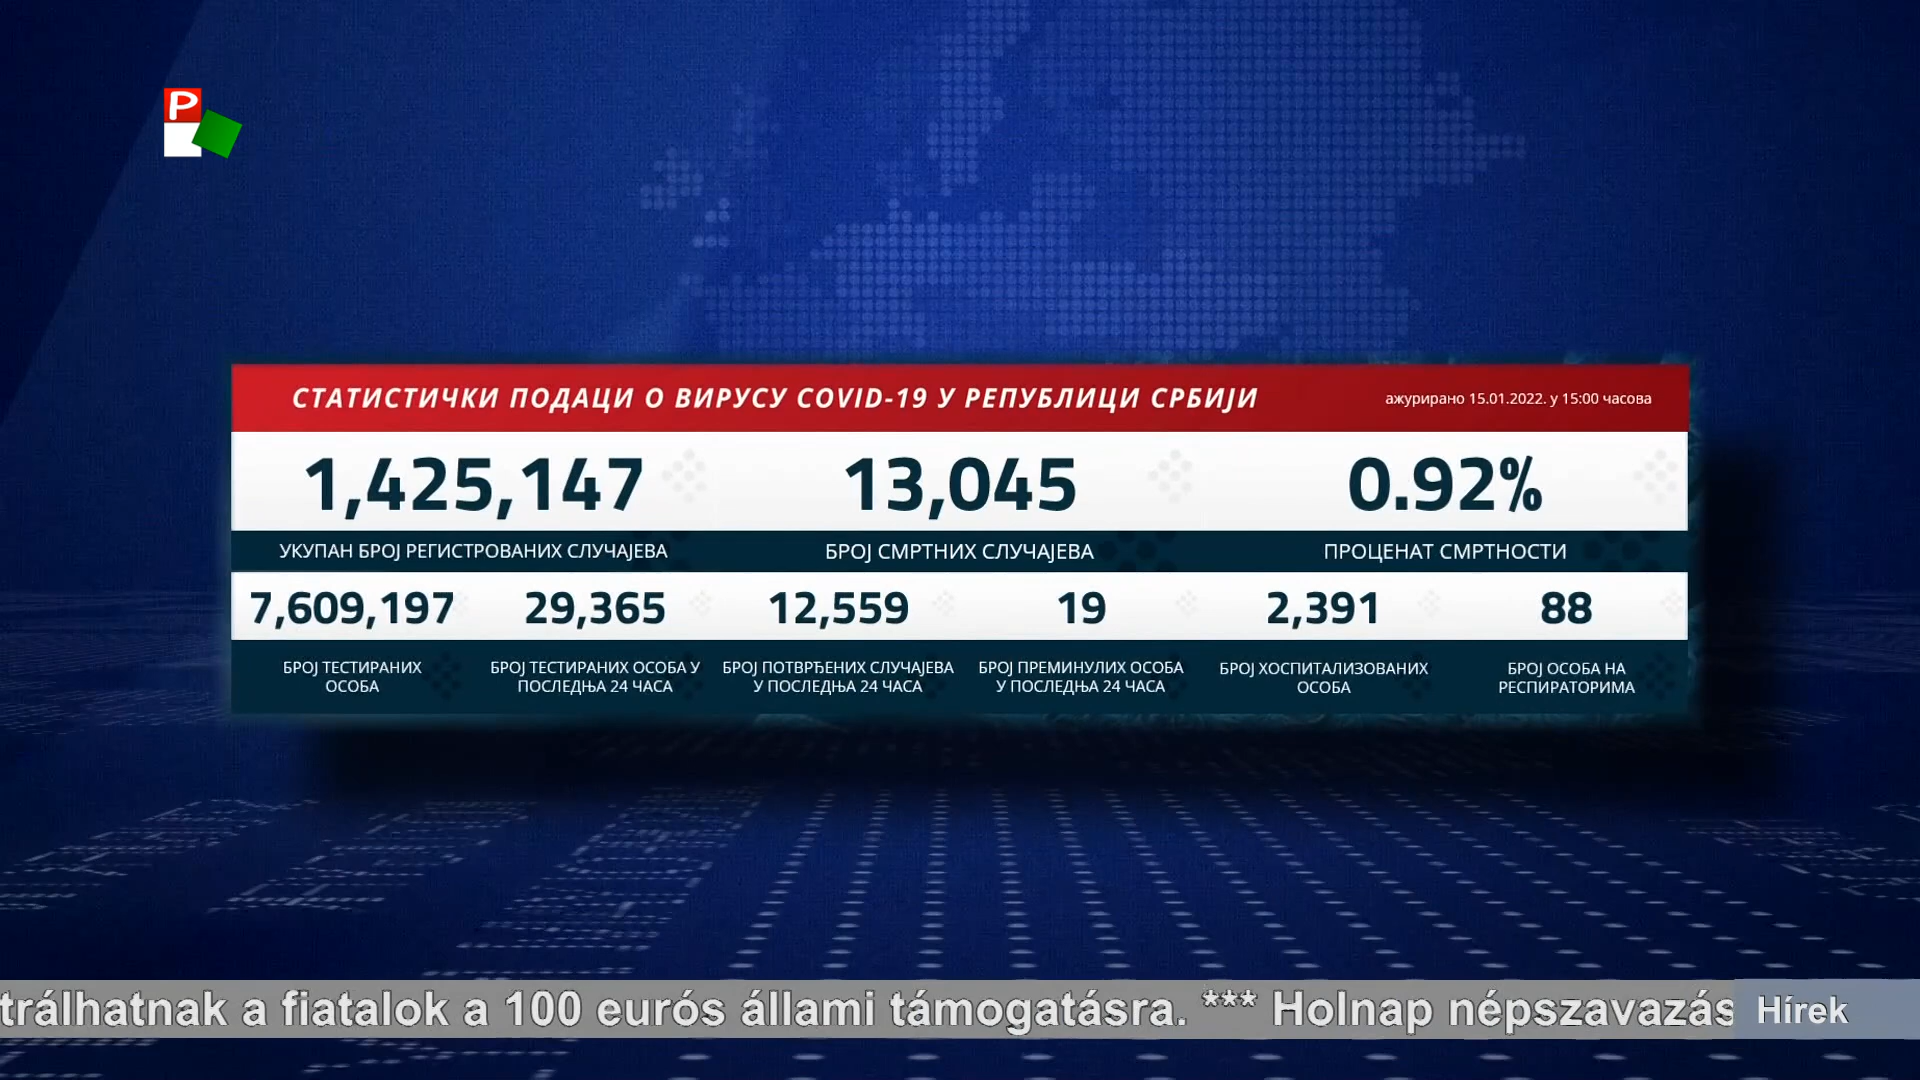 P
СТАТИСТИЧКИ ПОДАЦИ О ВИРУСУ COVID-19 У РЕПУБЛИЦИ СРБИЈИ
ажурирано 15.01.2022. у 15:00 часова
1,425,147
13,045
0.92%
УКУПАН БРОЈ РЕГИСТРОВАНИХ СЛУЧАЈЕВА
БРОЈ СМРТНИХ СЛУЧАЈЕВА
ПРОЦЕНАТ СМРТНОСТИ
7,609,197
29,365
12,559
19
2,391
88
БРОЈ ТЕСТИРАНИХ
ОСОБА
БРОЈ ТЕСТИРАНИХ ОСОБА У
ПОСЛЕДЊА 24 ЧАСА
БРОЈ ПОТВРЂЕНИХ СЛУЧАЈЕВА
У ПОСЛЕДЊА 24 ЧАСА
БРОЈ ПРЕМИНУЛИХ ОСОБА
У ПОСЛЕДЊА 24 ЧАСА
БРОЈ ХОСПИТАЛИЗОВАНИХ
ОСОБА
БРОЈ ОСОБА НА
РЕСПИРАТОРИМА
trálhatnak a fiatalok a 100 eurós állami támogatásra. *** Holnap népszavazás
Hírek